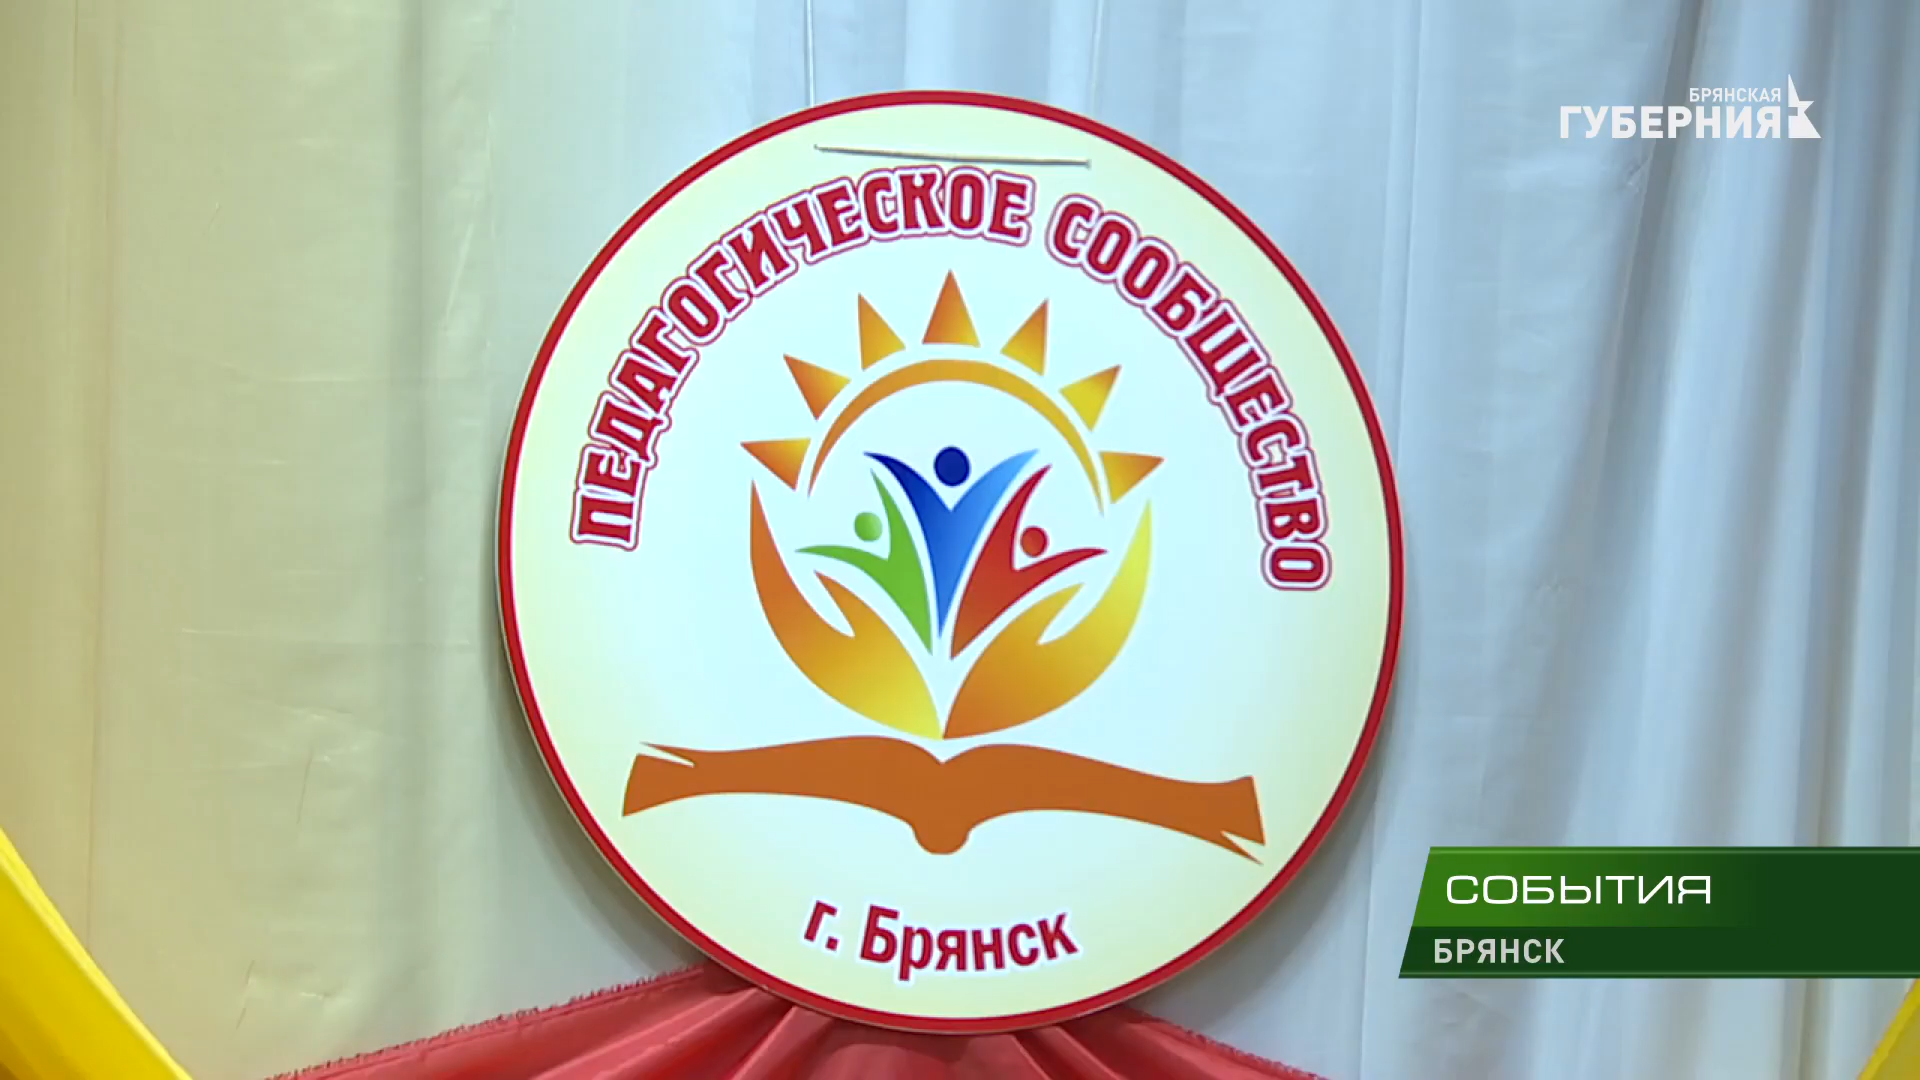 БРЯНСКАЯ
ГУБЕРНИЯ
ПЕДАГОГИЧЕСКОЕ СООБЩЕСТВО
г. Брянск
СОБЫТИЯ
БРЯНСК